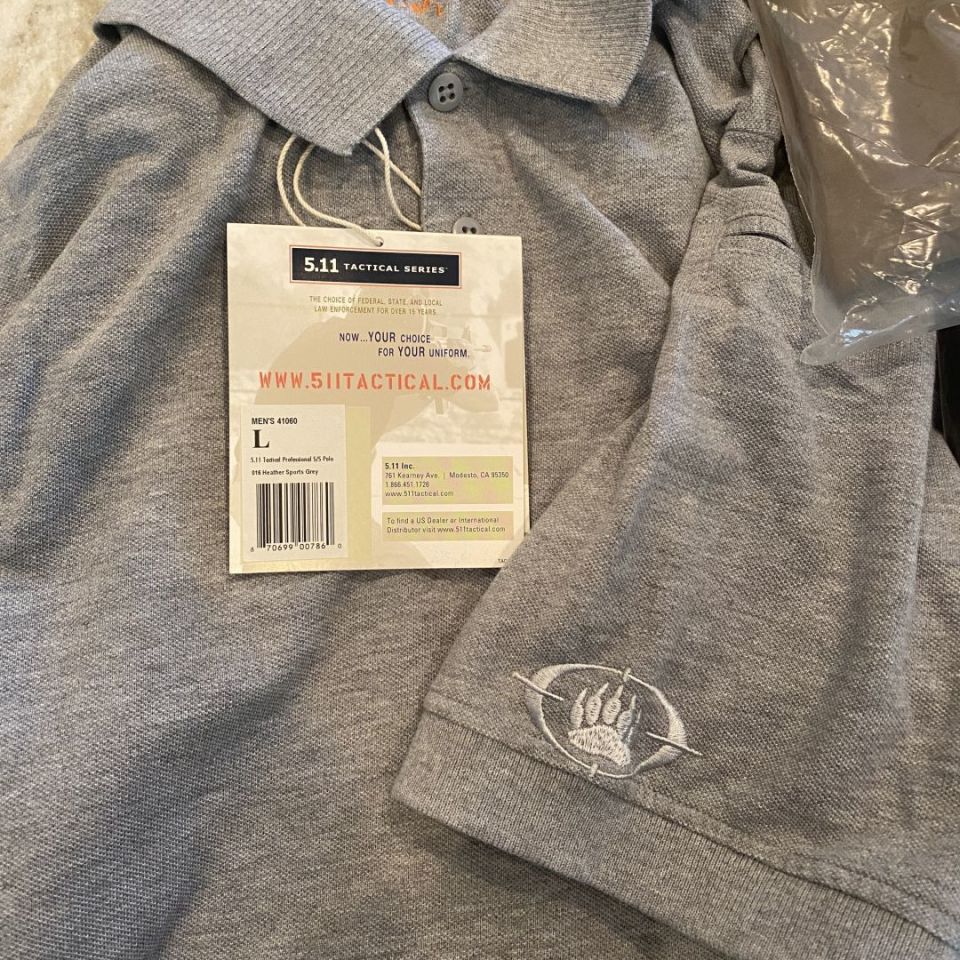 5.11 TACTICAL SERIES
THE CHOICE OF FEDERAL, STATE, AND LOCAL
LAW ENFORCEMENT FOR OVER 15 YEARS.
NOW...YOUR CHOICE
FOR YOUR UNIFORM.
WWW.511TACTICAL.COM
MEN'S 41060
L
5.11 Tactical Professional S/S Polo
016 Heather Sports Grey
8 70699 00786 0
5.11 Inc.
761 Kearney Ave. | Modesto, CA 95350
1.866.451.1726
www.511tactical.com
To find a US Dealer or International
Distributor visit www.511tactical.com